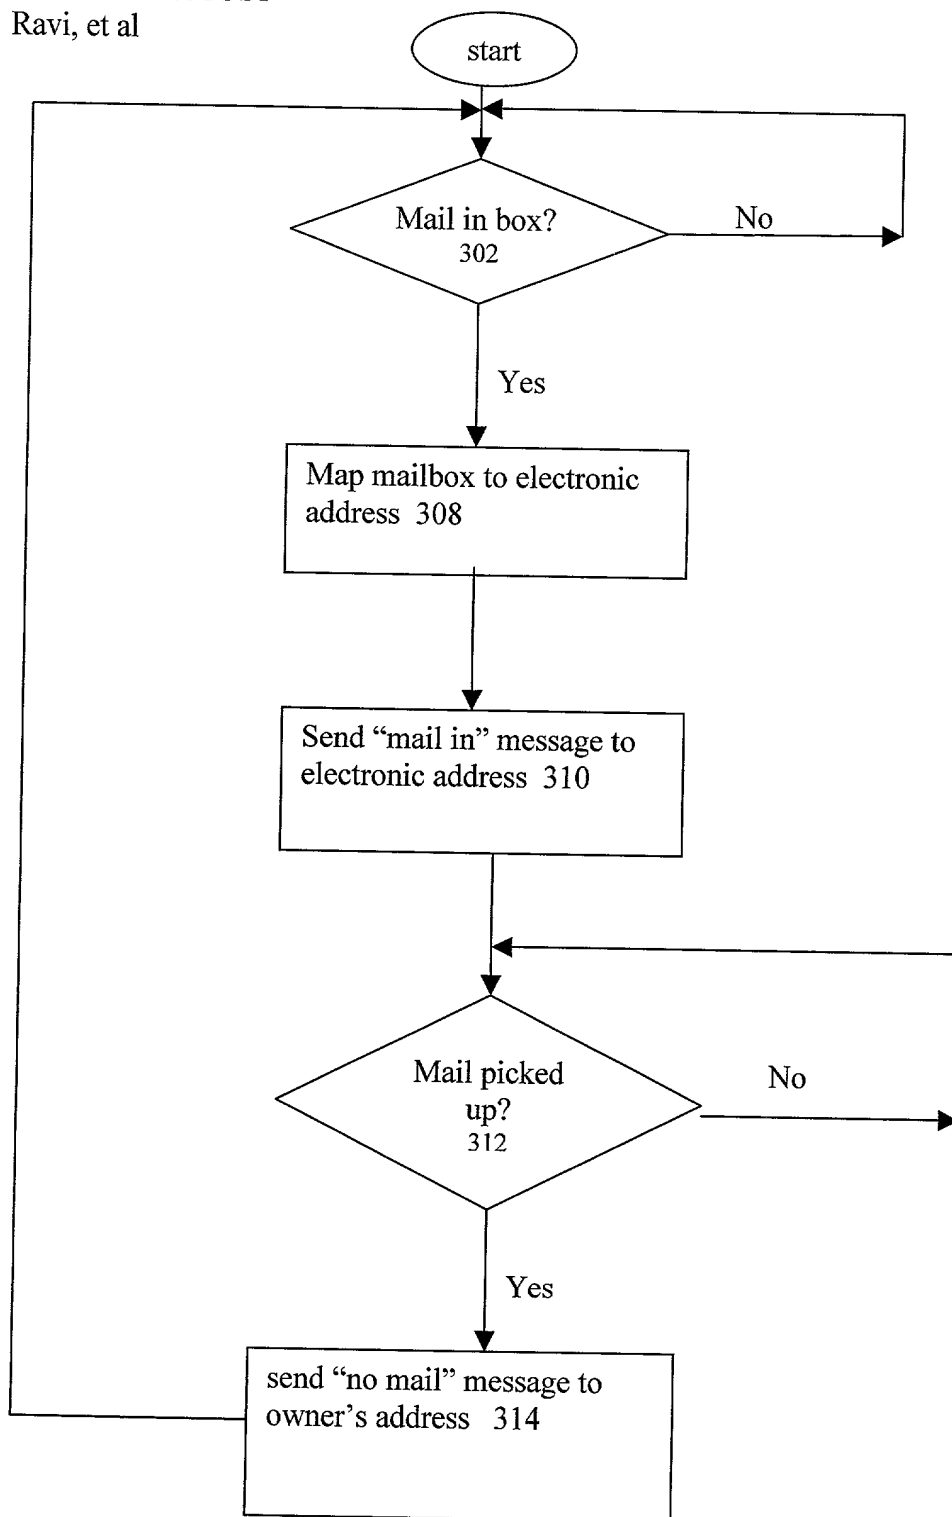 Ravi, et al
start
Mail in box?
302
No
Yes
Map mailbox to electronic
address 308
Send “mail in” message to
electronic address 310
Mail picked
up?
312
No
Yes
send “no mail” message to
owner’s address 314